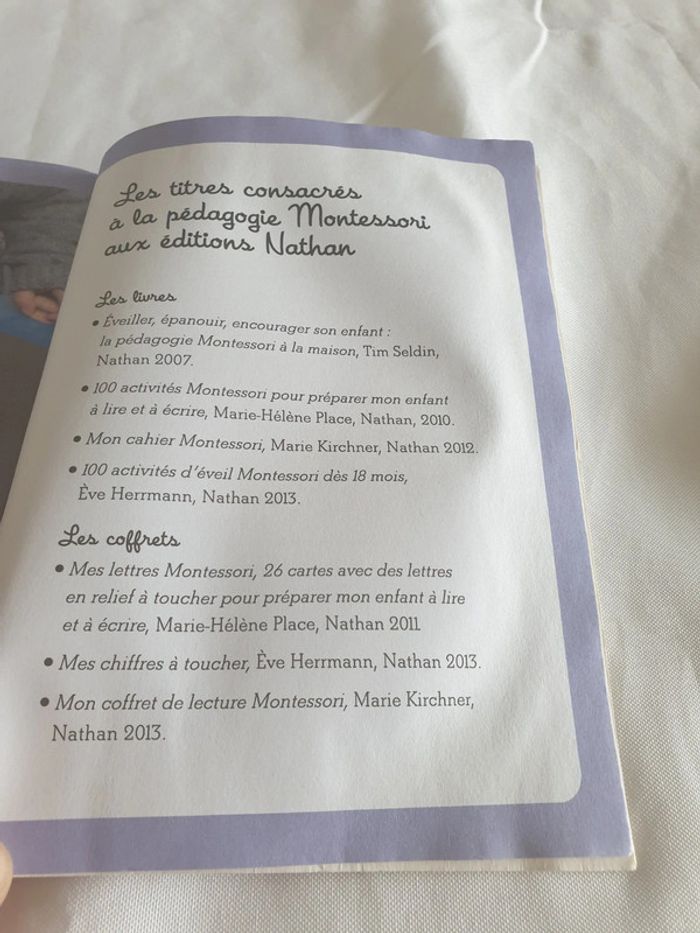 Les titres consacrés
à la pédagogie Montessori
aux éditions Nathan
Les livres
• Éveiller, épanouir, encourager son enfant :
la pédagogie Montessori à la maison, Tim Seldin,
Nathan 2007.
• 100 activités Montessori pour préparer mon enfant
à lire et à écrire, Marie-Hélène Place, Nathan, 2010.
• Mon cahier Montessori, Marie Kirchner, Nathan 2012.
• 100 activités d'éveil Montessori dès 18 mois,
Ève Herrmann, Nathan 2013.
Les coffrets
• Mes lettres Montessori, 26 cartes avec des lettres
en relief à toucher pour préparer mon enfant à lire
et à écrire, Marie-Hélène Place, Nathan 2011
• Mes chiffres à toucher, Ève Herrmann, Nathan 2013.
• Mon coffret de lecture Montessori, Marie Kirchner,
Nathan 2013.